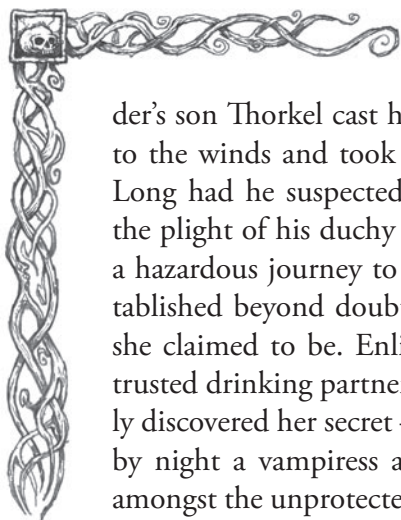 der's son Thorkel cast h
to the winds and took
Long had he suspected
the plight of his duchy
a hazardous journey to
tablished beyond doub
she claimed to be. Enli
trusted drinking partne
ly discovered her secret
by night a vampiress a
amongst the unprotecte